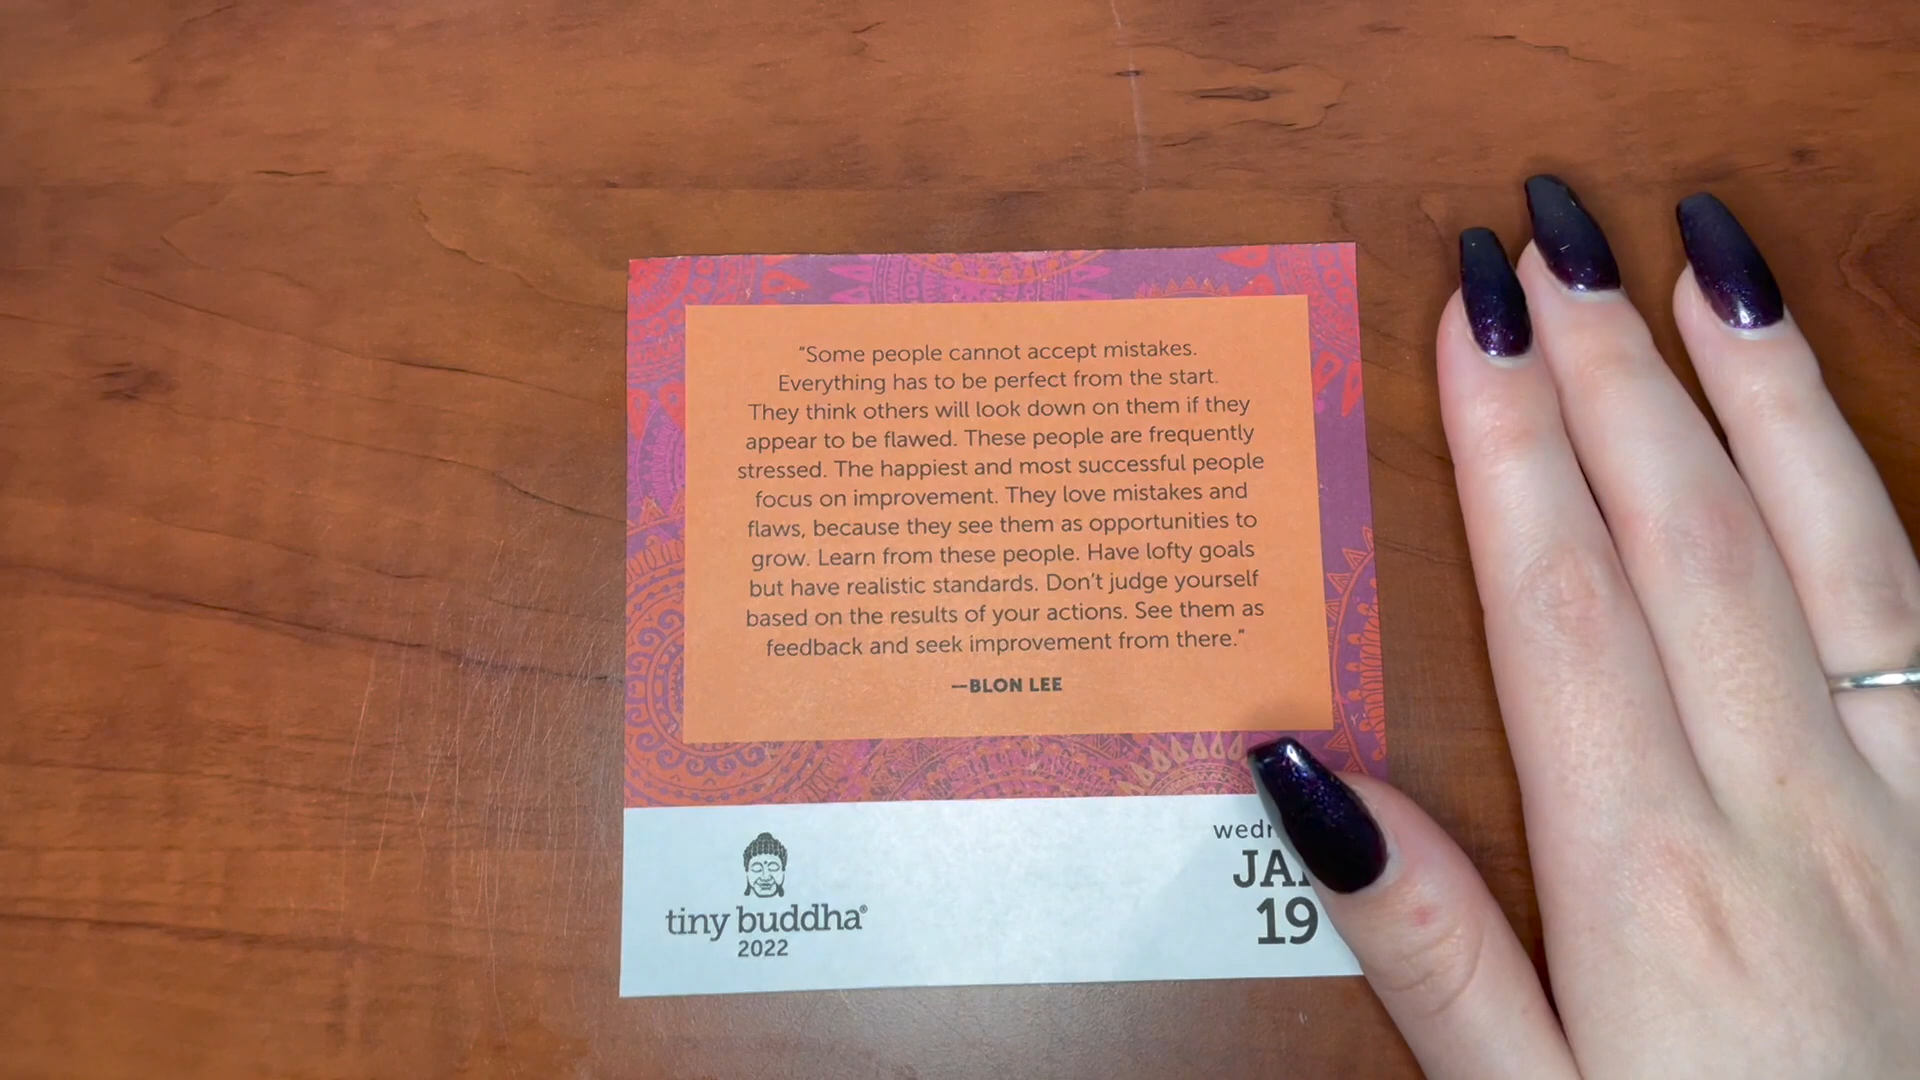 “Some people cannot accept mistakes.
Everything has to be perfect from the start.
They think others will look down on them if they
appear to be flawed. These people are frequently
stressed. The happiest and most successful people
focus on improvement. They love mistakes and
flaws, because they see them as opportunities to
grow. Learn from these people. Have lofty goals
but have realistic standards. Don’t judge yourself
based on the results of your actions. See them as
feedback and seek improvement from there.”
—BLON LEE
tiny buddha®
2022
19